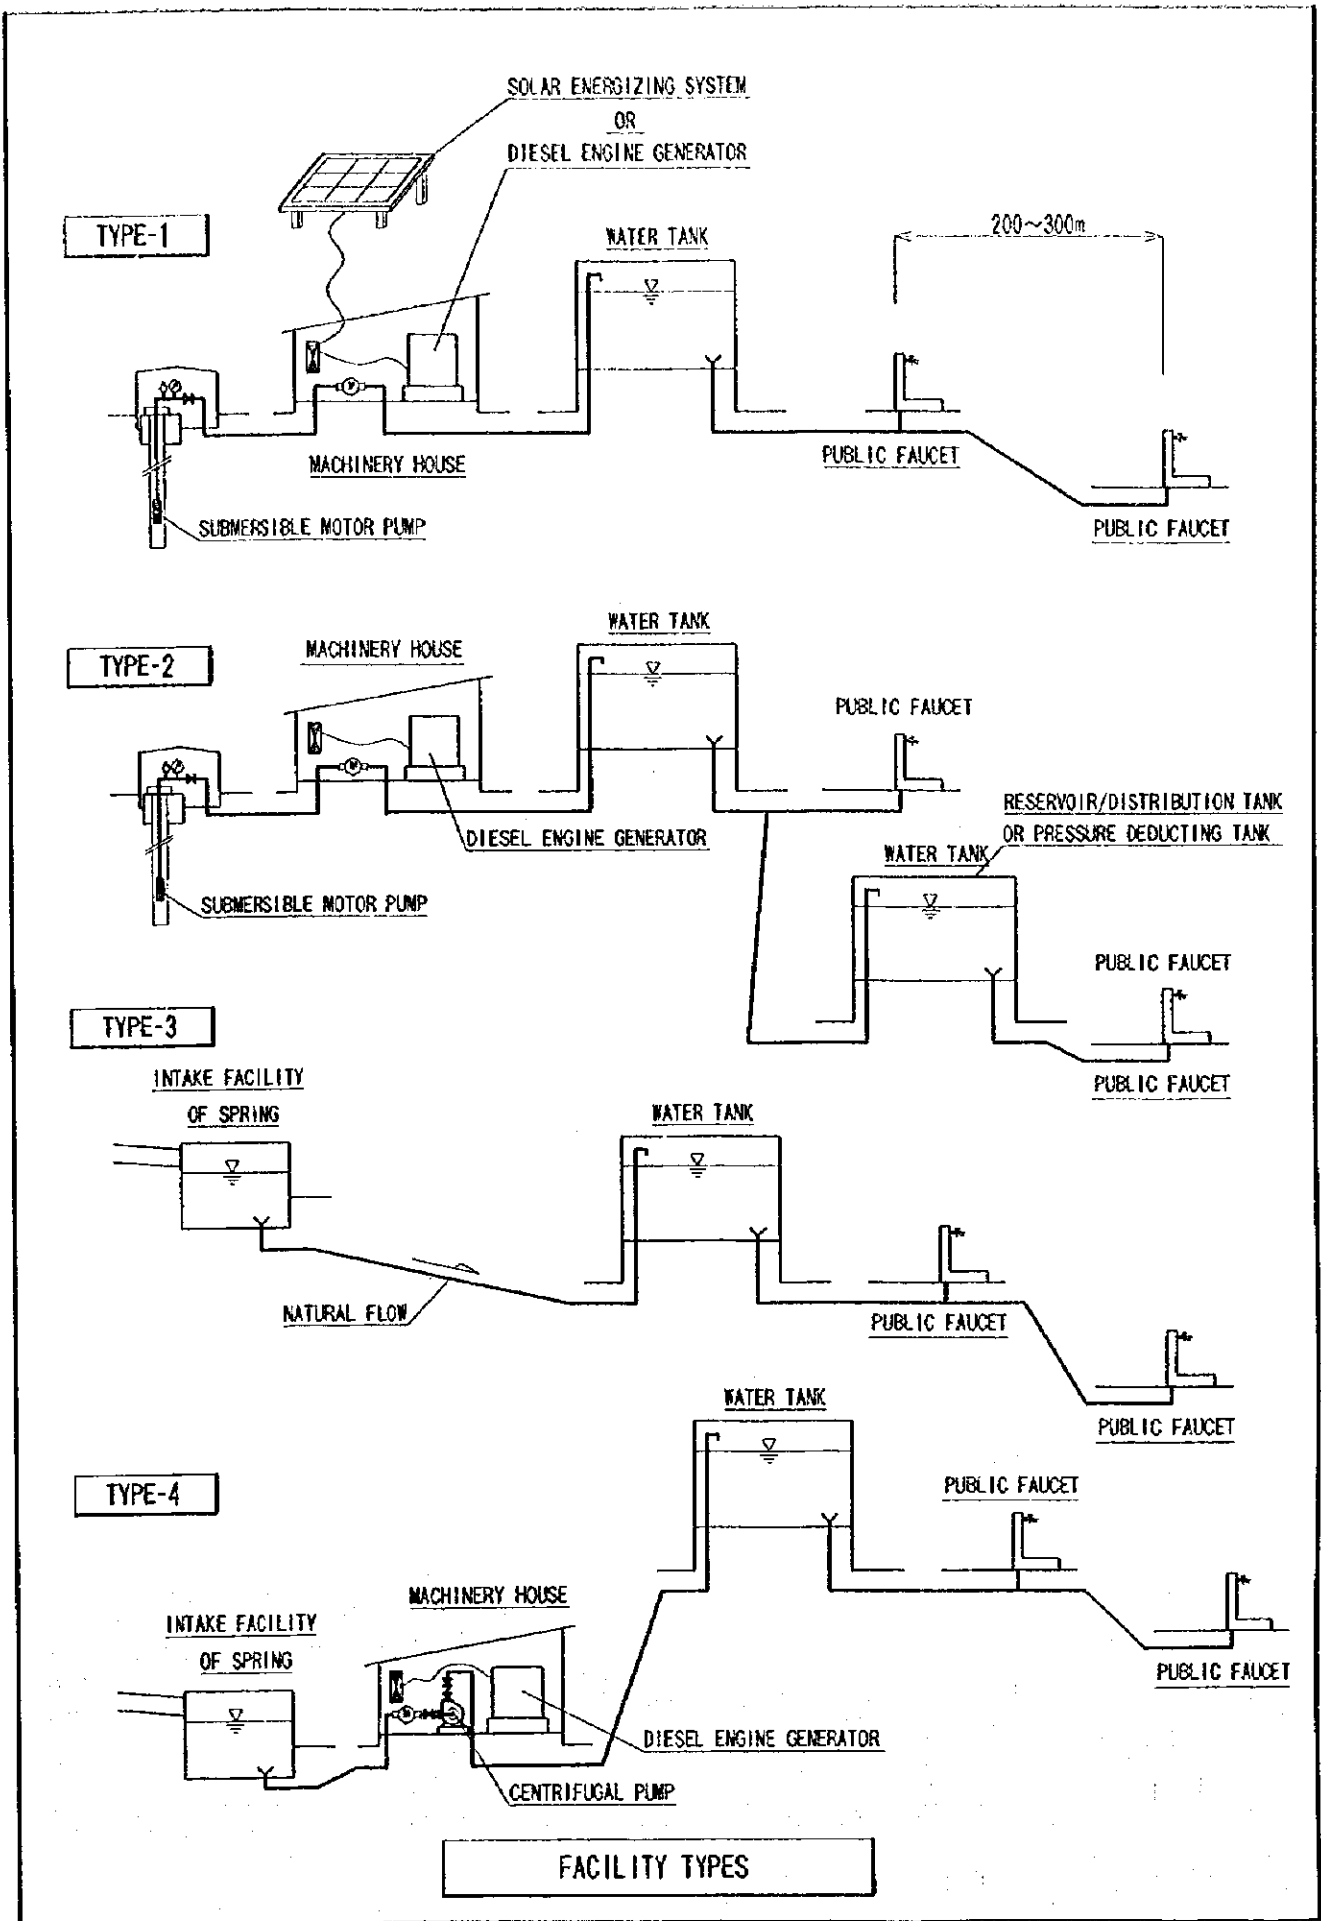 SOLAR ENERGIZING SYSTEM
OR
DIESEL ENGINE GENERATOR
TYPE-1
WATER TANK
200~300m
MACHINERY HOUSE
PUBLIC FAUCET
SUBMERSIBLE MOTOR PUMP
PUBLIC FAUCET
WATER TANK
MACHINERY HOUSE
TYPE-2
PUBLIC FAUCET
RESERVOIR/DISTRIBUTION TANK
OR PRESSURE DEDUCTING TANK
DIESEL ENGINE GENERATOR
WATER TANK
SUBMERSIBLE MOTOR PUMP
PUBLIC FAUCET
TYPE-3
INTAKE FACILITY
OF SPRING
PUBLIC FAUCET
WATER TANK
NATURAL FLOW
PUBLIC FAUCET
WATER TANK
PUBLIC FAUCET
TYPE-4
PUBLIC FAUCET
MACHINERY HOUSE
INTAKE FACILITY
OF SPRING
PUBLIC FAUCET
DIESEL ENGINE GENERATOR
CENTRIFUGAL PUMP
FACILITY TYPES